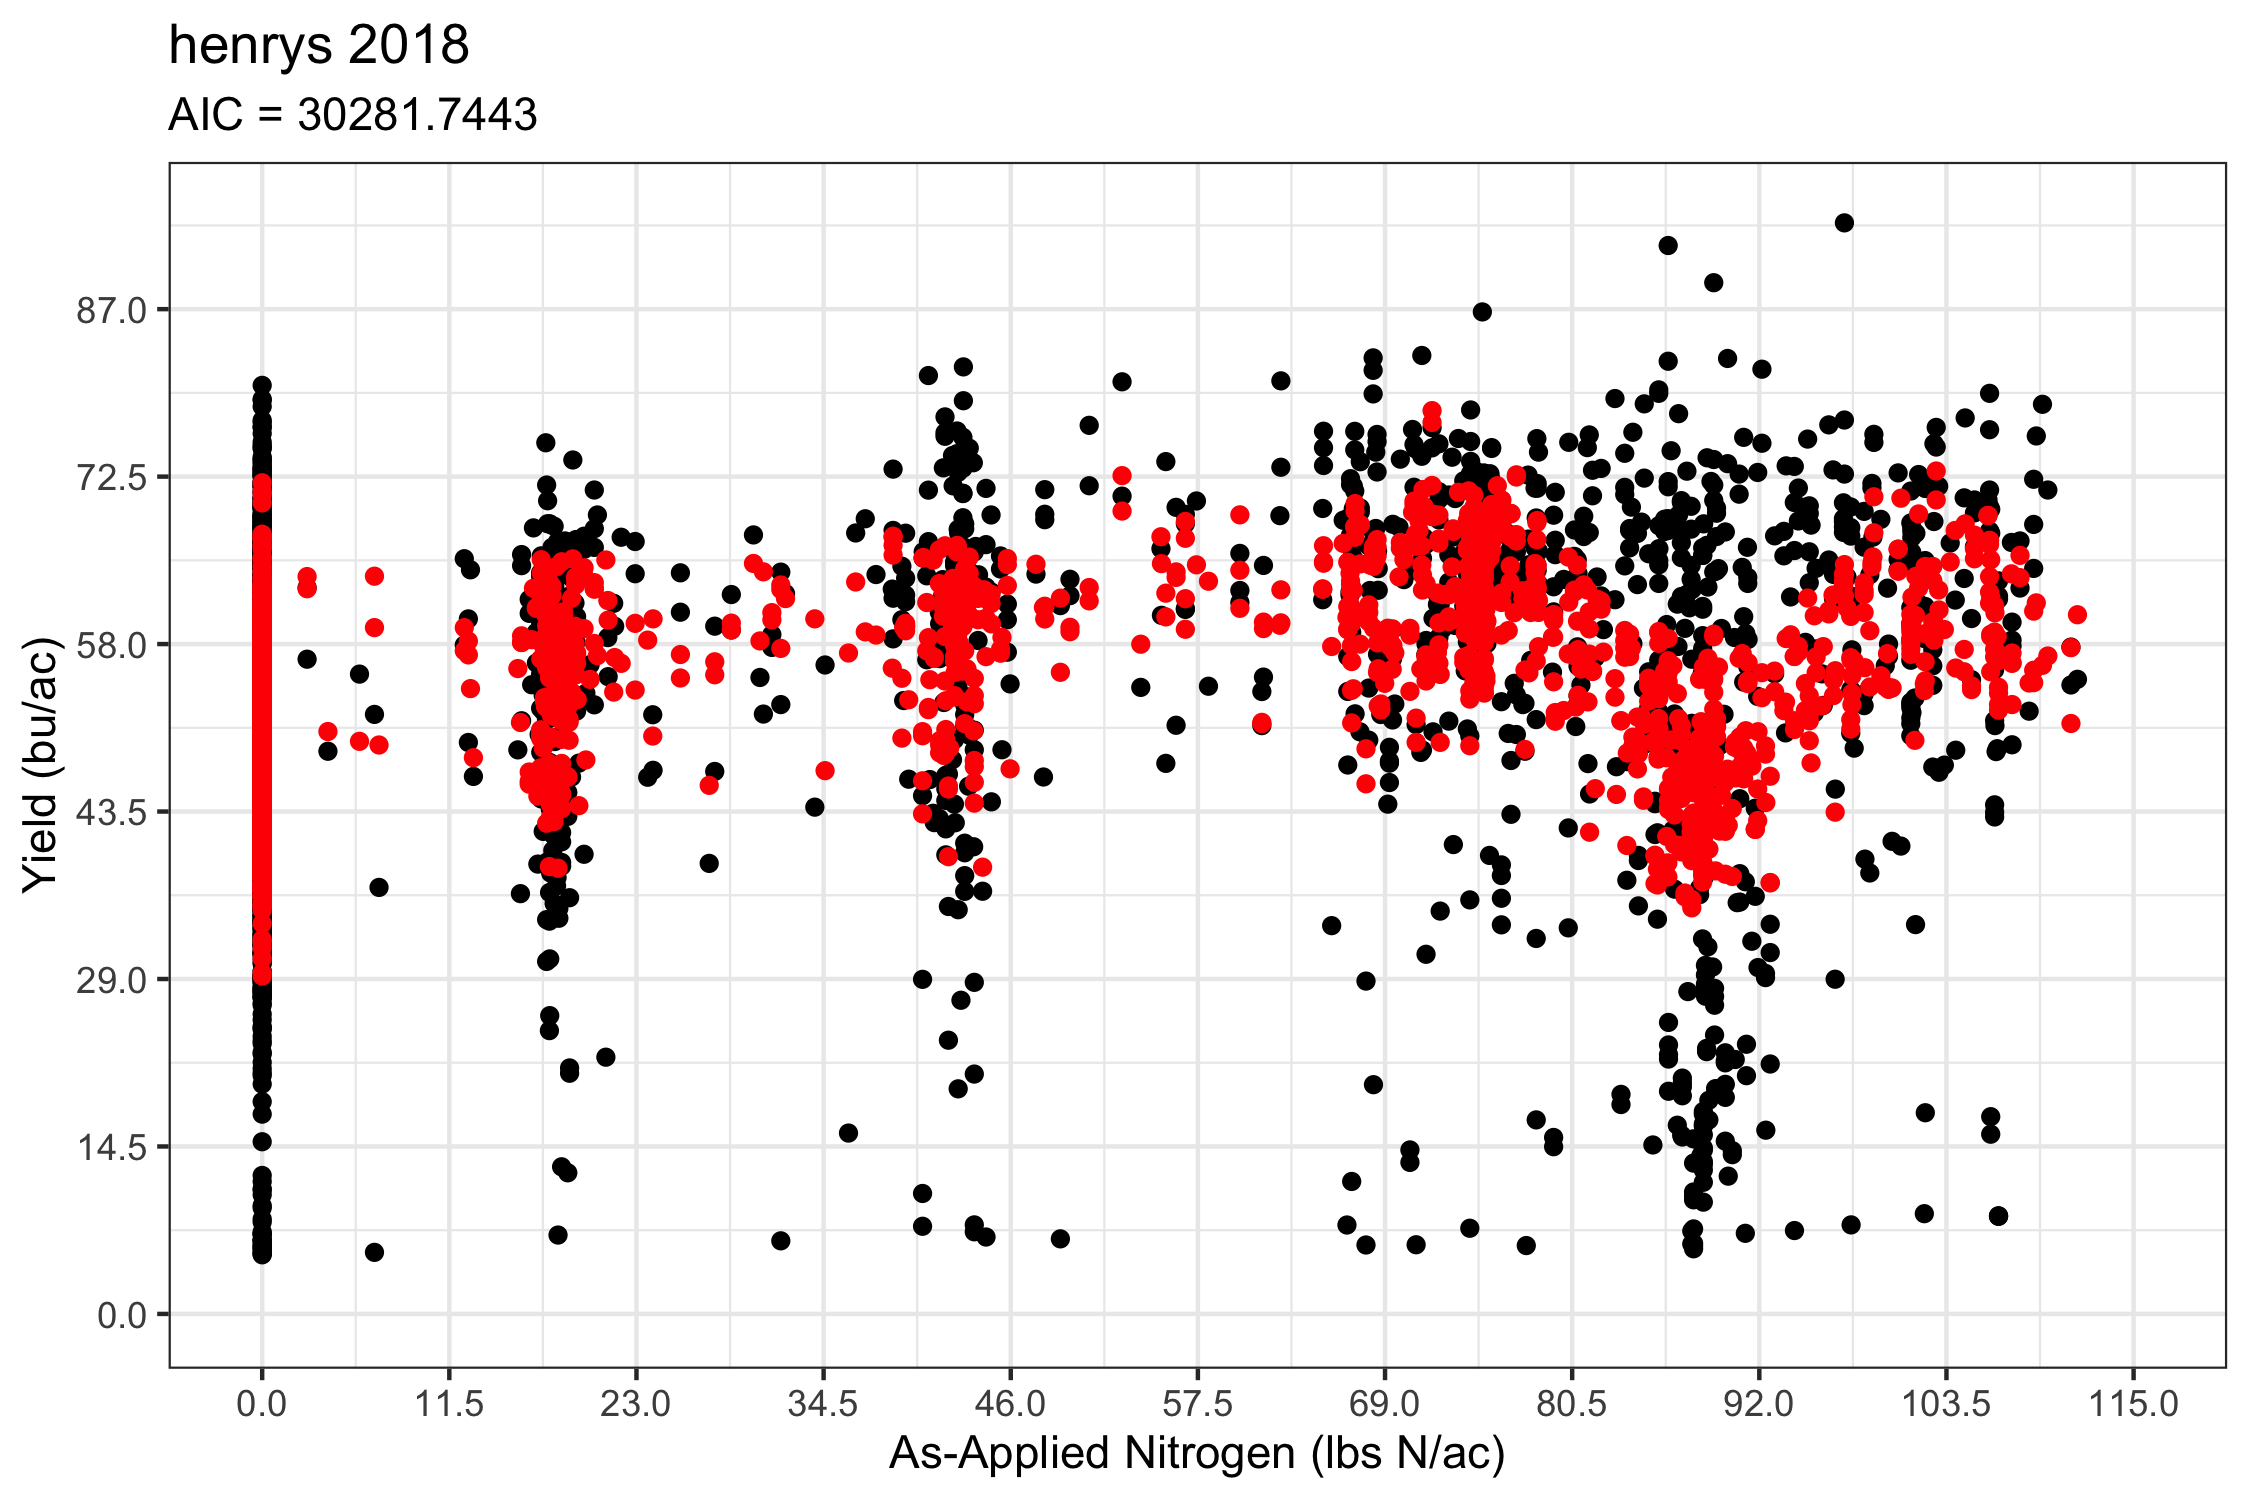 henrys 2018
AIC = 30281.7443
87.0
72.5
58.0
43.5
29.0
14.5
0.0
Yield (bu/ac)
0.0 11.5 23.0 34.5 46.0 57.5 69.0 80.5 92.0 103.5 115.0
As-Applied Nitrogen (lbs N/ac)